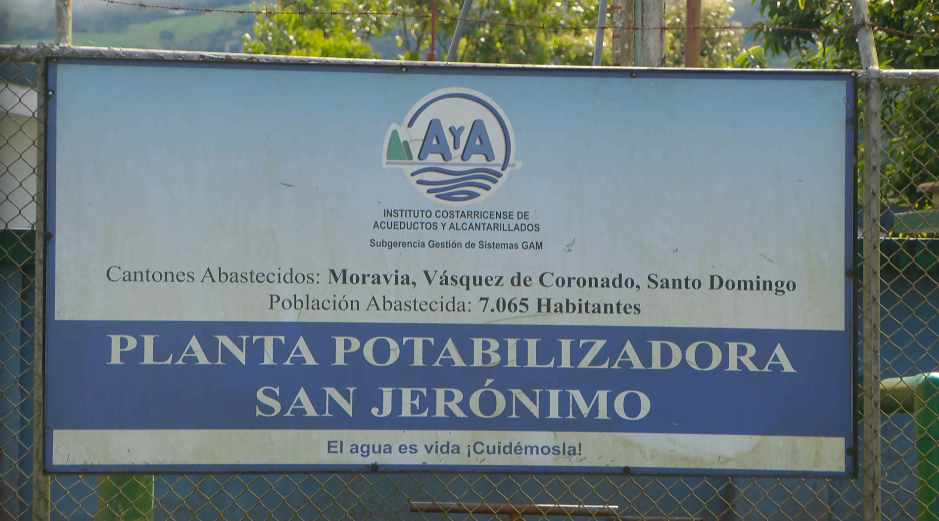 AYA
INSTITUTO COSTARRICENSE DE
ACUEDUCTOS Y ALCANTARILLADOS
Subgerencia Gestión de Sistemas GAM
Cantones Abastecidos: Moravia, Vásquez de Coronado, Santo Domingo
Población Abastecida: 7.065 Habitantes
PLANTA POTABILIZADORA
SAN JERÓNIMO
El agua es vida ¡Cuidémosla!